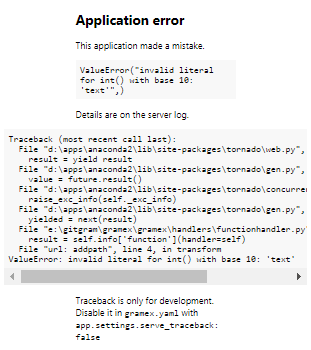 Application error
This application made a mistake.
ValueError("invalid literal
for int() with base 10:
'text'",)
Details are on the server log.
Traceback (most recent call last):
File "d:\apps\anaconda2\lib\site-packages\tornado\web.py",
result = yield result
File "d:\apps\anaconda2\lib\site-packages\tornado\gen.py",
value = future.result()
File "d:\apps\anaconda2\lib\site-packages\tornado\concurre
raise_exc_info(self._exc_info)
File "d:\apps\anaconda2\lib\site-packages\tornado\gen.py",
yielded = next(result)
File "e:\gitgram\gramex\gramex\handlers\functionhandler.py
result = self.info['function'](handler=self)
File "url: addpath", line 4, in transform
ValueError: invalid literal for int() with base 10: 'text'
Traceback is only for development.
Disable it in gramex.yaml with
app.settings.serve_traceback:
false